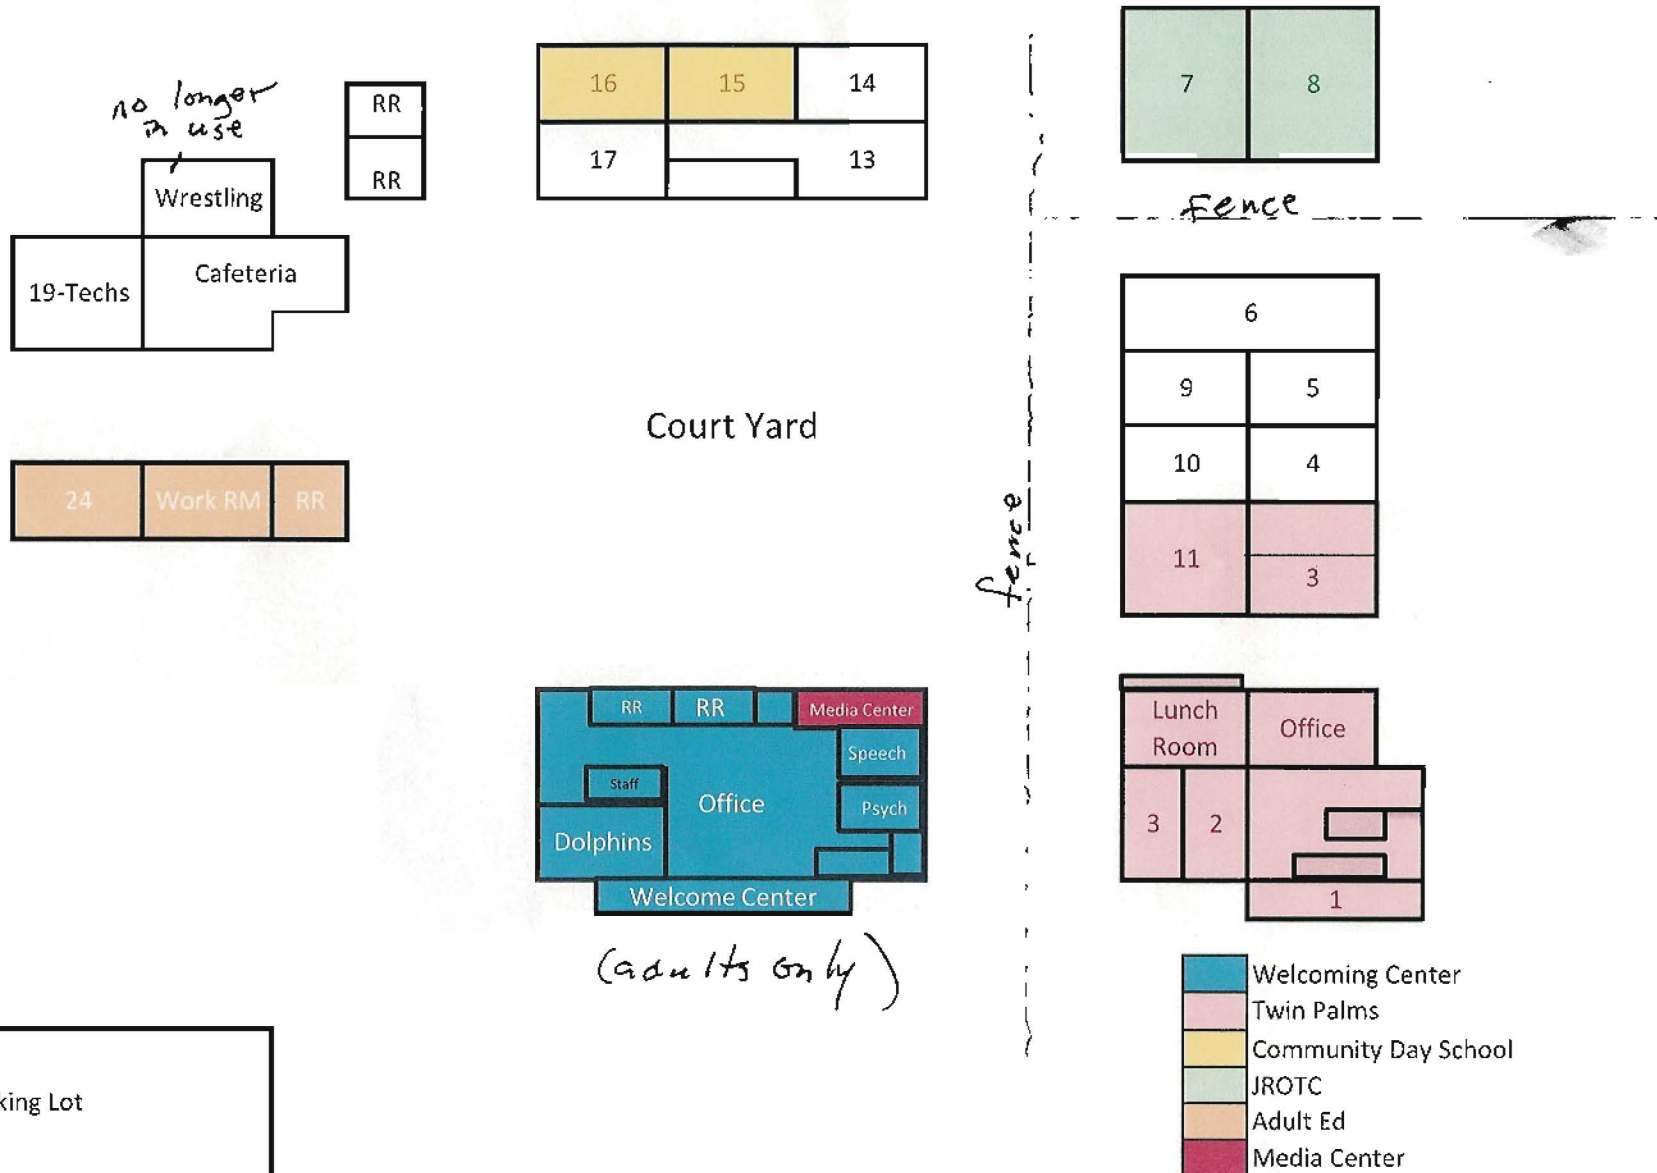 no longer
in use
RR
RR
Wrestling
19-Techs
Cafeteria
16
15
14
17
13
7
8
Fence
6
9
5
10
4
11
3
Court Yard
fence
24
Work RM
RR
RR
RR
Media Center
Speech
Staff
Office
Psych
Dolphins
Welcome Center
(adults only)
Lunch
Room
Office
3
2
1
Welcoming Center
Twin Palms
Community Day School
JROTC
Adult Ed
Media Center
king Lot